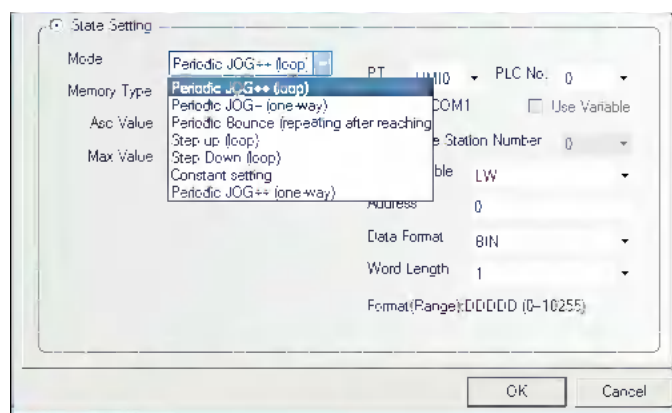 State Setting
Mode
Periodic JOG++ (loop)
PT
HMI0
PLC No.
0
Memory Type
Periodic JOG++ (loop)
Periodic JOG-- (one-way)
Periodic Bounce (repeating after reaching
Step up (loop)
Step Down (loop)
Constant setting
Periodic JOG++ (one-way)
COM1
Use Variable
Asc Value
Station Number
0
Max Value
LW
Address
0
Data Format
BIN
Word Length
1
Format(Range):DDDDD (0~10255)
OK
Cancel